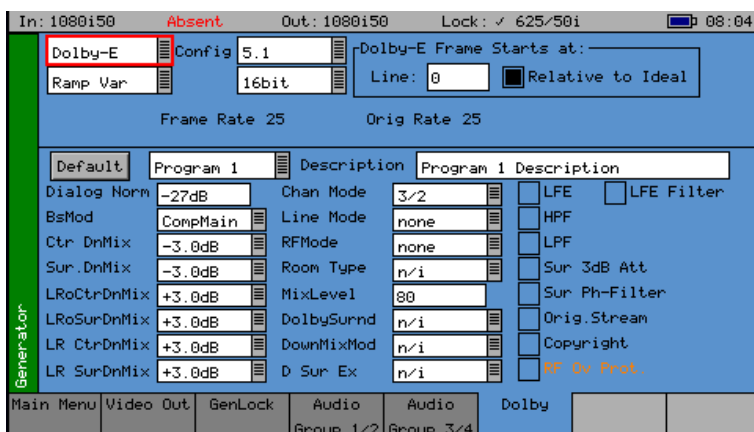 In: 1080i50 Absent Out: 1080i50 Lock: ✓ 625/50i 08:04
Dolby-E Config 5.1 Dolby-E Frame Starts at:
Ramp Var 16bit Line: 0 Relative to Ideal
Frame Rate 25 Orig Rate 25
Default Program 1 Description Program 1 Description
Dialog Norm -27dB Chan Mode 3/2 LFE LFE Filter
BsMod CompMain Line Mode none HPF
Ctr DnMix -3.0dB RFMode none LPF
Sur.DnMix -3.0dB Room Type n/i Sur 3dB Att
LRoCtrDnMix +3.0dB MixLevel 80 Sur Ph-Filter
LRoSurDnMix +3.0dB DolbySurnd n/i Orig.Stream
LR CtrDnMix +3.0dB DownMixMod n/i Copyright
LR SurDnMix +3.0dB D Sur Ex n/i RF Ov Prot.
Generator
Main Menu Video Out GenLock Audio Group 1/2 Audio Group 3/4 Dolby